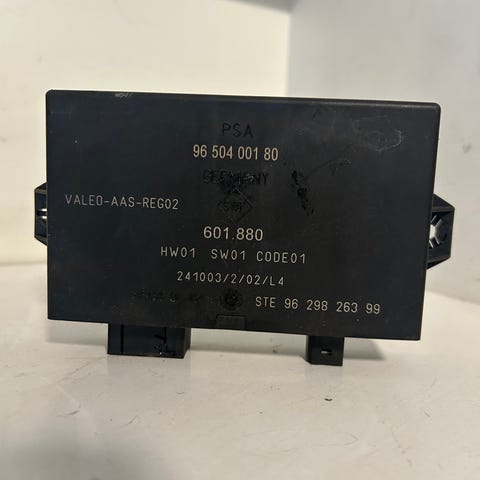 PSA
96 504 001 80
GERMANY
VALEO-AAS-REG02
601.880
HW01 SW01 CODE01
241003/2/02/L4
STE 96 298 263 99